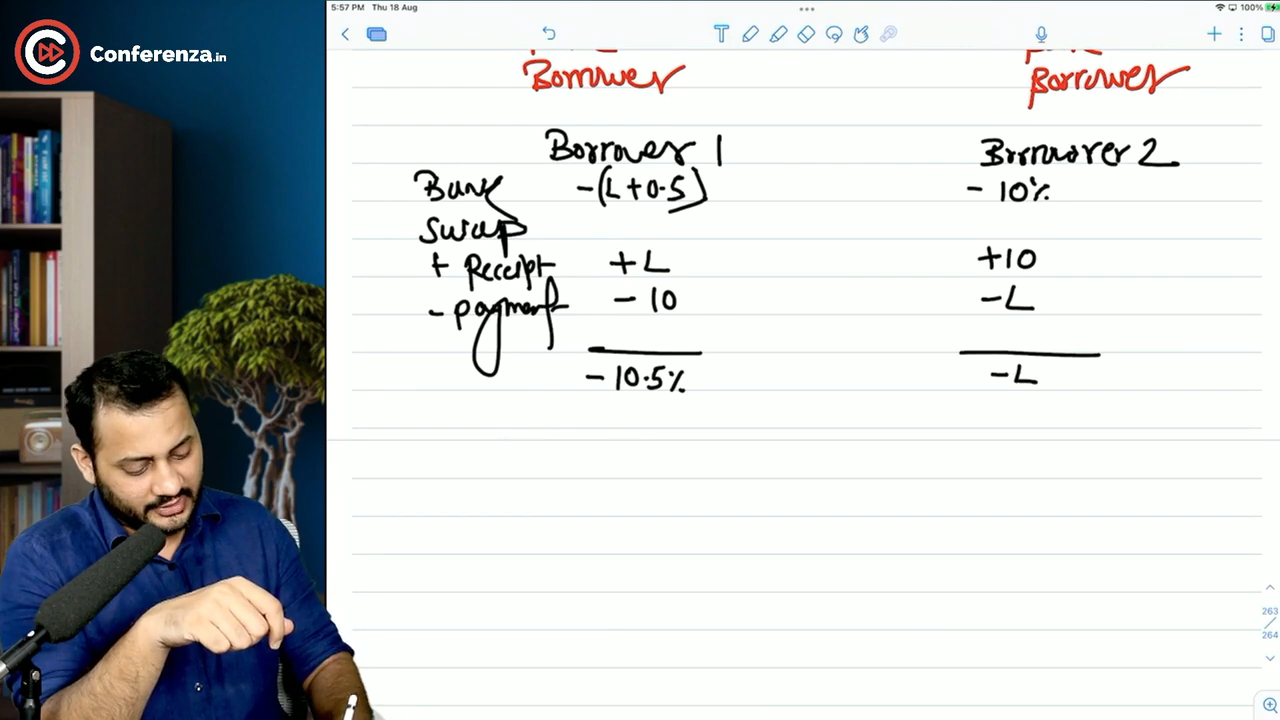 5:57 PM Thu 18 Aug
100%
Conferenza.in
Borrower
Borrower
Borrower 1
Borrower 2
Bank -(L+0.5)
- 10%
Swap
+ Receipt +L
+10
- payment - 10
-L
- 10.5%
-L
263
264